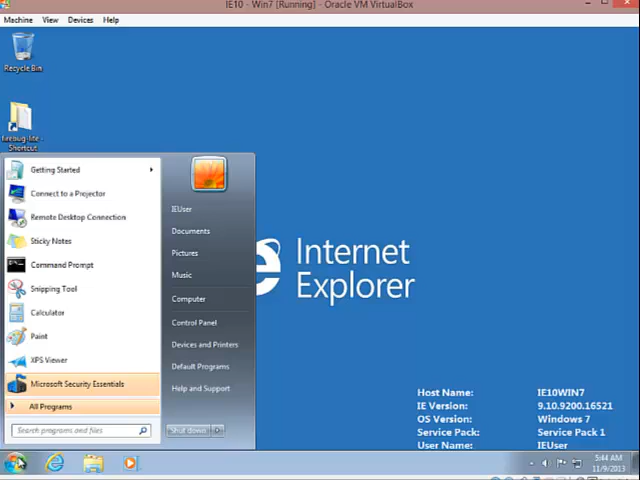 IE10 - Win7 [Running] - Oracle VM VirtualBox
Machine View Devices Help
Recycle Bin
firebug-lite -
Shortcut
Getting Started
Connect to a Projector
Remote Desktop Connection
Sticky Notes
Command Prompt
Snipping Tool
Calculator
Paint
XPS Viewer
Microsoft Security Essentials
All Programs
Search programs and files
IEUser
Documents
Pictures
Music
Computer
Control Panel
Devices and Printers
Default Programs
Help and Support
Shut down
Internet
Explorer
Host Name: IE10WIN7
IE Version: 9.10.9200.16521
OS Version: Windows 7
Service Pack: Service Pack 1
User Name: IEUser
5:44 AM
11/9/2013